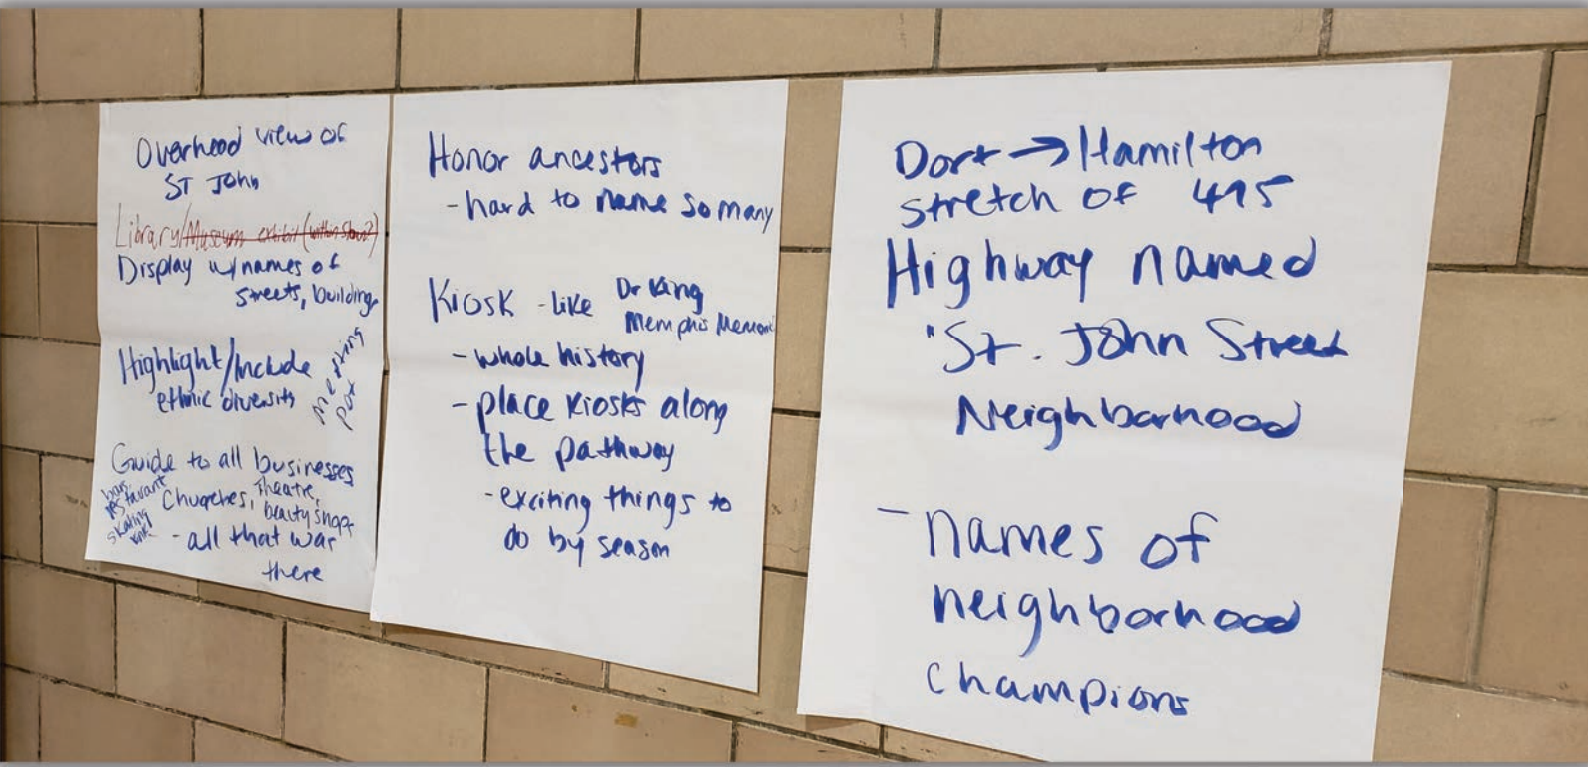 Overhead view of
ST John
Library/Museum exhibit (within Sloan?)
Display w/names of
streets, buildings
Highlight/Include
ethnic diversity
melting
pot
Guide to all businesses
bars,
restaurant
skating
rink!
Churches, theatre,
beauty shops
- all that was
there
Honor ancestors
- hard to name so many
Kiosk - like Dr King
Memphis Memori
- whole history
- place kiosks along
the pathway
- exciting things to
do by season
Dort → Hamilton
stretch of 475
Highway named
"St. John Street
Neighborhood
- names of
neighborhood
champions